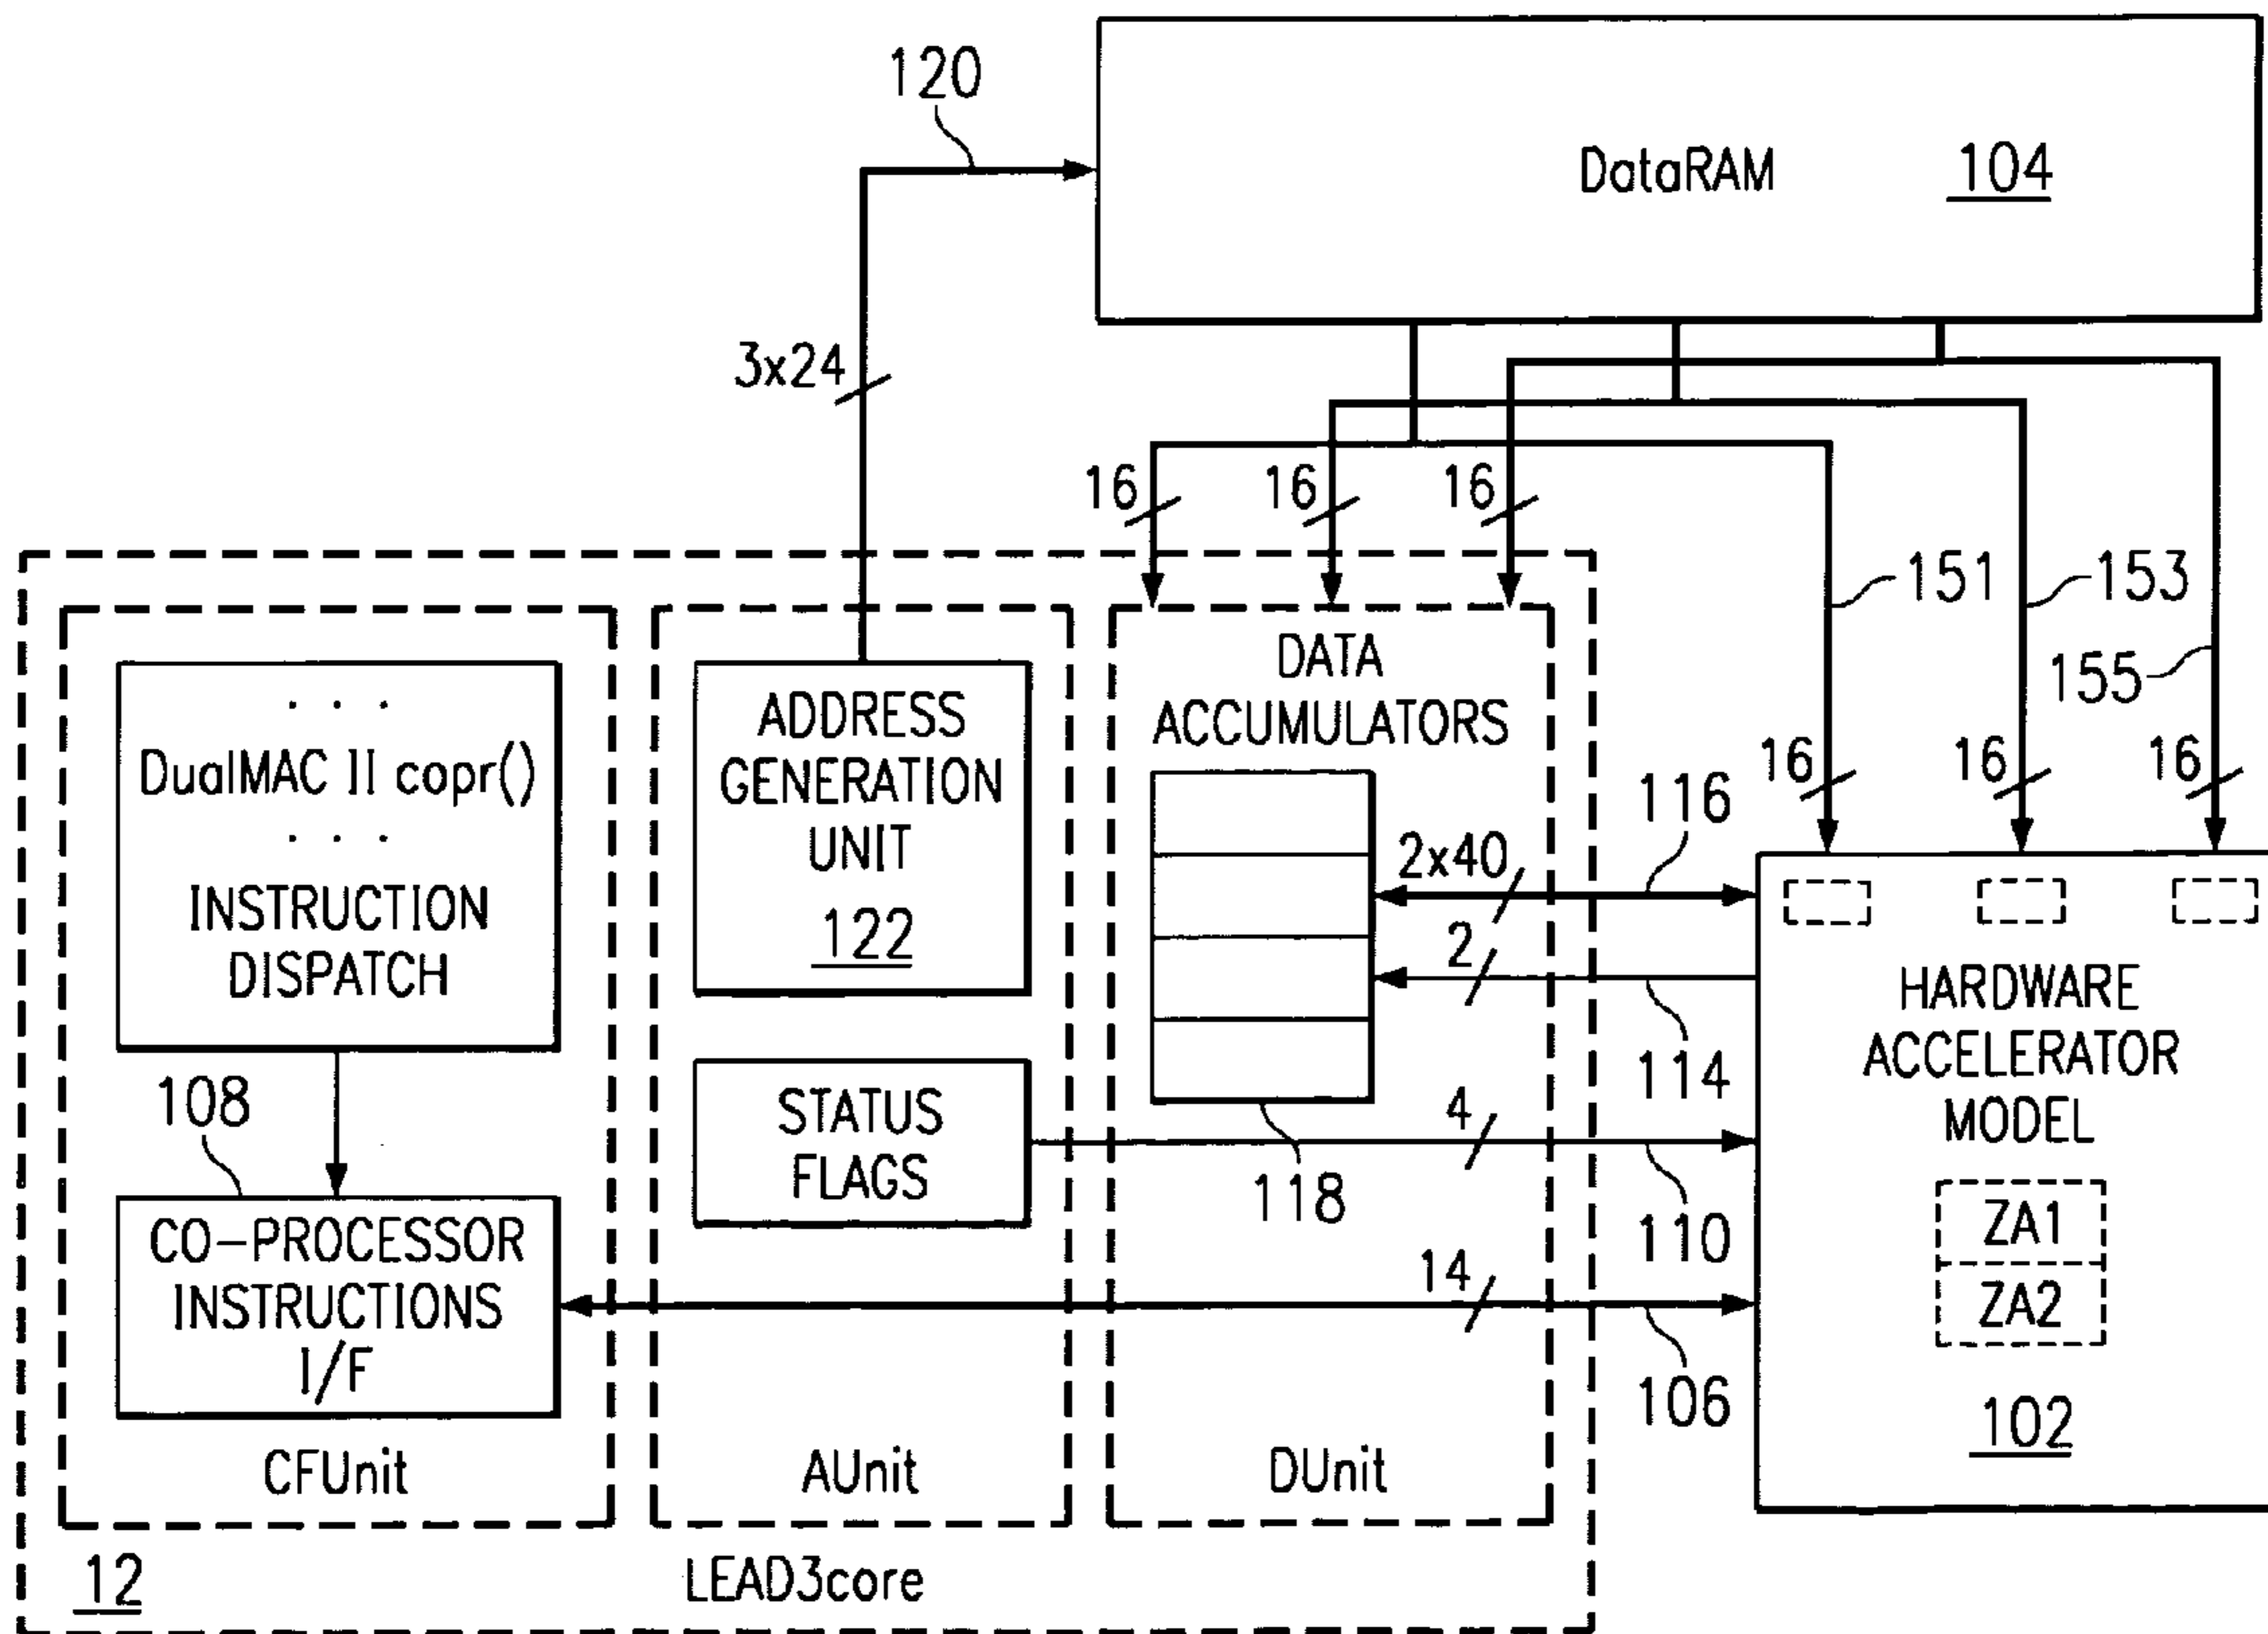 120
DataRAM 104
3x24
16 16 16
151 153
155
16 16 16
. . .
DualMAC II copr()
. . .
INSTRUCTION
DISPATCH
108
CO-PROCESSOR
INSTRUCTIONS
I/F
CFUnit
ADDRESS
GENERATION
UNIT
122
STATUS
FLAGS
AUnit
DATA
ACCUMULATORS
2x40
2
4
118
14
DUnit
116
114
110
106
HARDWARE
ACCELERATOR
MODEL
ZA1
ZA2
102
12
LEAD3core